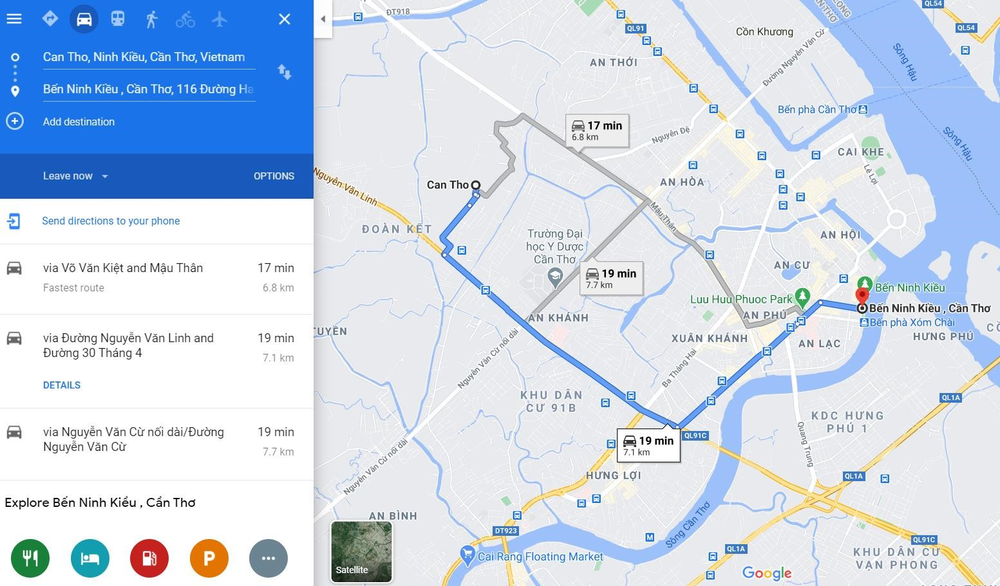 Can Tho, Ninh Kiều, Cần Thơ, Vietnam
Bến Ninh Kiều , Cần Thơ, 116 Đường Ha
Add destination
Leave now
OPTIONS
Send directions to your phone
via Võ Văn Kiệt and Mậu Thân
17 min
Fastest route
6.8 km
via Đường Nguyễn Văn Linh and
Đường 30 Tháng 4
19 min
7.1 km
DETAILS
via Nguyễn Văn Cừ nối dài/Đường
Nguyễn Văn Cừ
19 min
7.7 km
Explore Bến Ninh Kiều , Cần Thơ
P
ĐT918
QL54
QL91
Cồn Khương
QL54
Sông Hậu
AN THỚI
Đường Nguyễn Văn Cừ
Bến phà Cần Thơ
17 min
6.8 km
Nguyễn Đệ
Sông Hậu
CAI KHE
Lê Lợi
Nguyễn Văn Linh
Can Tho
AN HÒA
Mậu Thân
ĐOÀN KẾT
Trường Đại
học Y Dược
Cần Thơ
AN HỘI
AN CƯ
19 min
7.7 km
Bến Ninh Kiều
Luu Huu Phuoc Park
Bến Ninh Kiều , Cần Thơ
AN KHÁNH
AN PHÚ
Bến phà Xóm Chài
TUYỀN
XUÂN KHÁNH
AN LẠC
HƯNG PHÚ
Nguyễn Văn Cừ nối dài
Ba Tháng Hai
KHU DÂN
CƯ 91B
QL1A
KDC HƯNG
PHÚ 1
19 min
7.1 km
QL91C
Quang Trung
Nguyễn Văn Cừ nối dài
HƯNG LỢI
QL1A
AN BÌNH
Sông Cần Thơ
DT923
M
QL91C
QL1A
Cai Rang Floating Market
KHU DÂN CƯ
VẠN PHONG
Satellite
Google